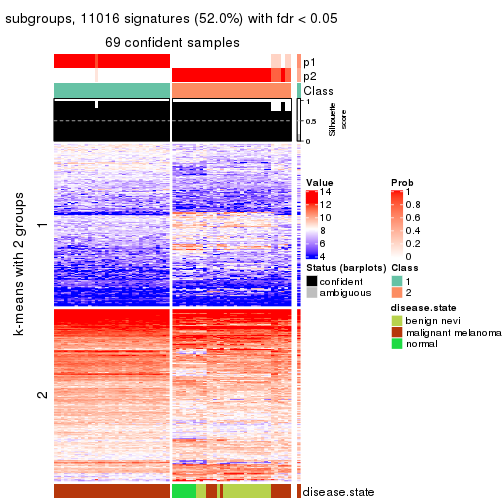 subgroups, 11016 signatures (52.0%) with fdr < 0.05
69 confident samples
p1
p2
Class
1
0.5
0
Silhouette
score
k-means with 2 groups
1
2
disease.state
Value
14
12
10
8
6
4
Prob
1
0.8
0.6
0.4
0.2
0
Status (barplots)
confident
ambiguous
Class
1
2
disease.state
benign nevi
malignant melanoma
normal